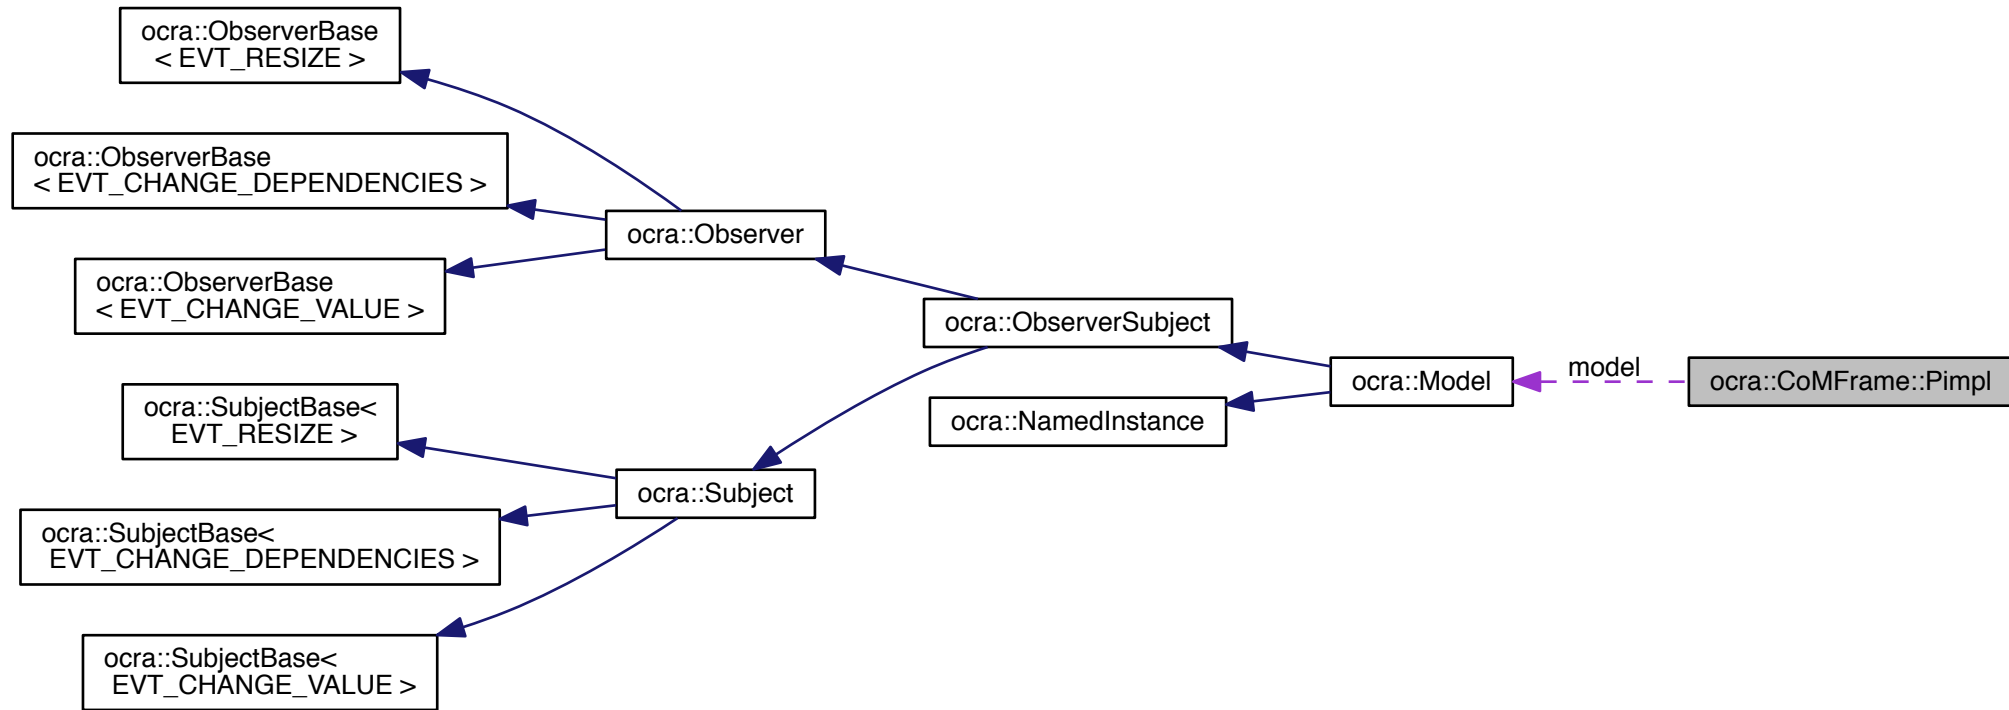 ocra::ObserverBase
< EVT_RESIZE >
ocra::ObserverBase
< EVT_CHANGE_DEPENDENCIES >
ocra::Observer
ocra::ObserverBase
< EVT_CHANGE_VALUE >
ocra::ObserverSubject
model
ocra::Model
ocra::CoMFrame::Pimpl
ocra::NamedInstance
ocra::SubjectBase<
EVT_RESIZE >
ocra::Subject
ocra::SubjectBase<
EVT_CHANGE_DEPENDENCIES >
ocra::SubjectBase<
EVT_CHANGE_VALUE >